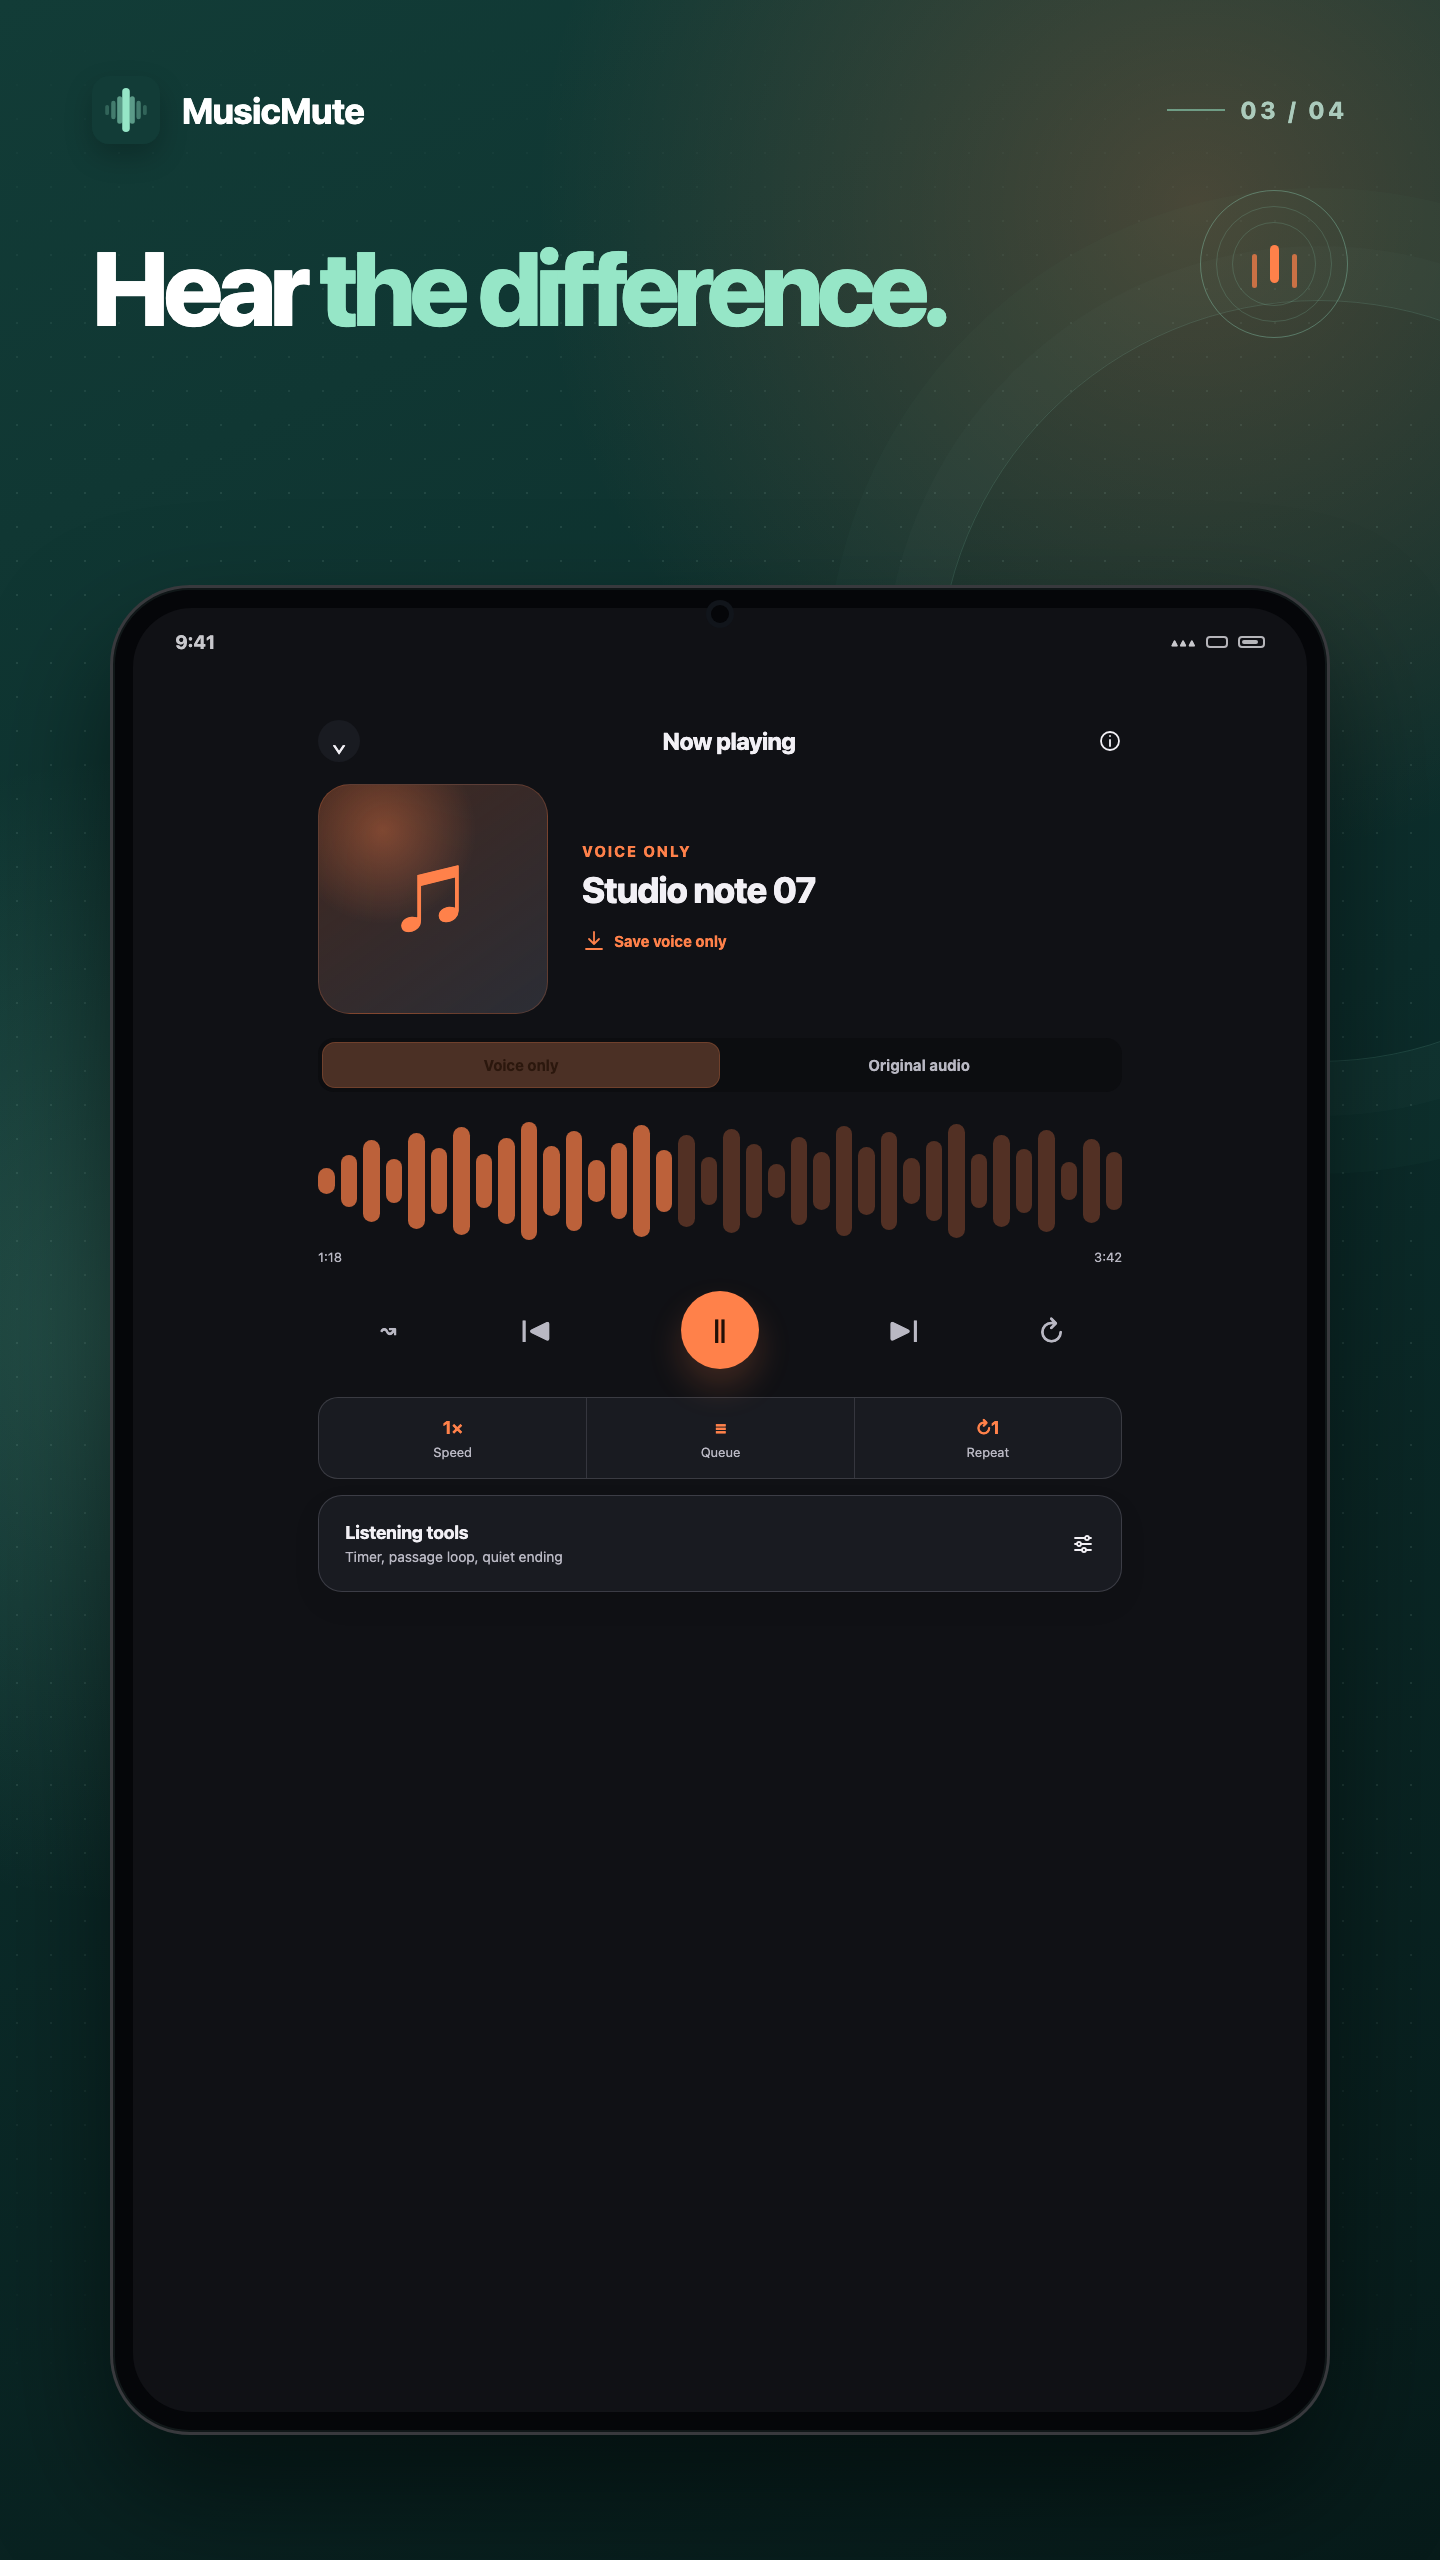 MusicMute
03 / 04
Hear the difference.
9:41
Now playing
VOICE ONLY
Studio note 07
Save voice only
Voice only
Original audio
1:18
3:42
1×
Speed
Queue
1
Repeat
Listening tools
Timer, passage loop, quiet ending